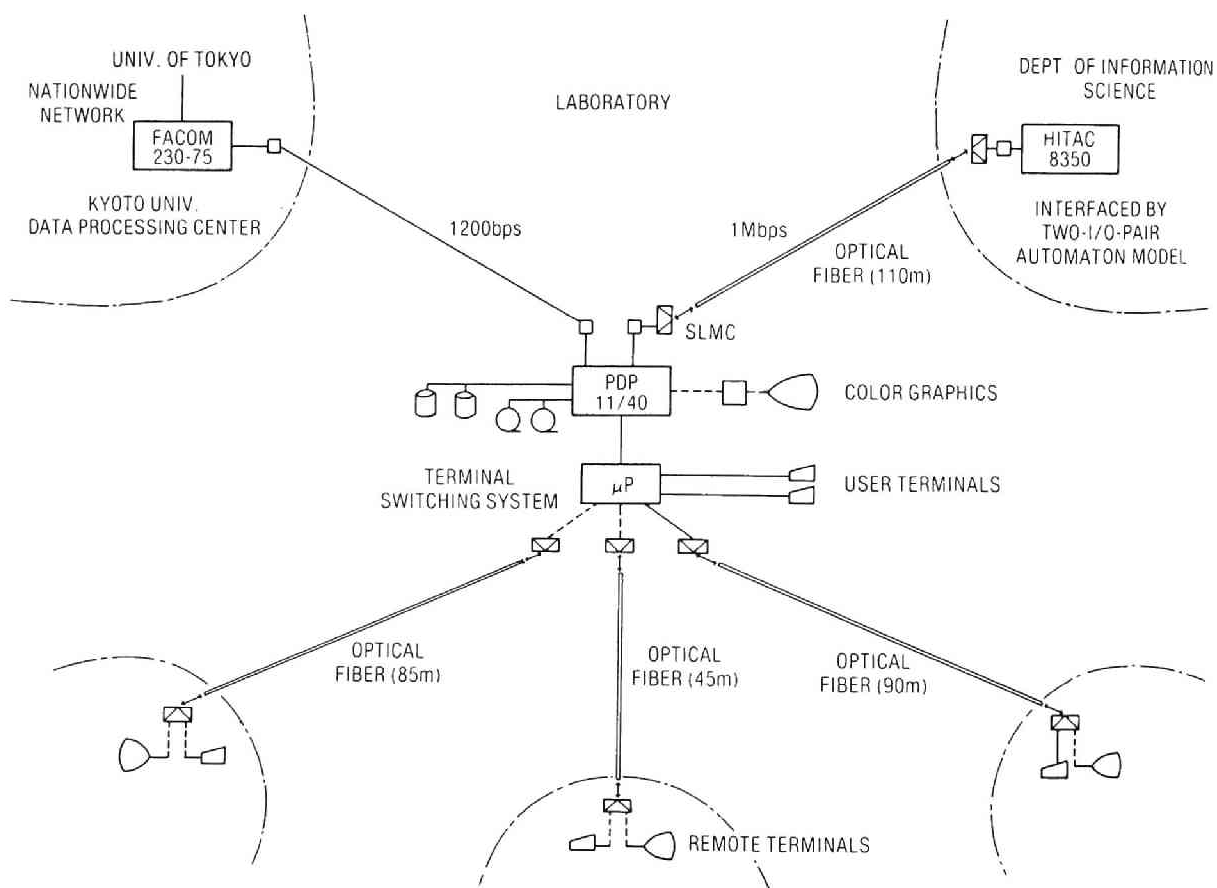 UNIV. OF TOKYO
NATIONWIDE
NETWORK
FACOM
230-75
KYOTO UNIV.
DATA PROCESSING CENTER
LABORATORY
DEPT OF INFORMATION
SCIENCE
HITAC
8350
INTERFACED BY
TWO-I/O-PAIR
AUTOMATON MODEL
1200bps
1Mbps
OPTICAL
FIBER (110m)
SLMC
PDP
11/40
COLOR GRAPHICS
TERMINAL
SWITCHING SYSTEM
μP
USER TERMINALS
OPTICAL
FIBER (85m)
OPTICAL
FIBER (45m)
OPTICAL
FIBER (90m)
REMOTE TERMINALS